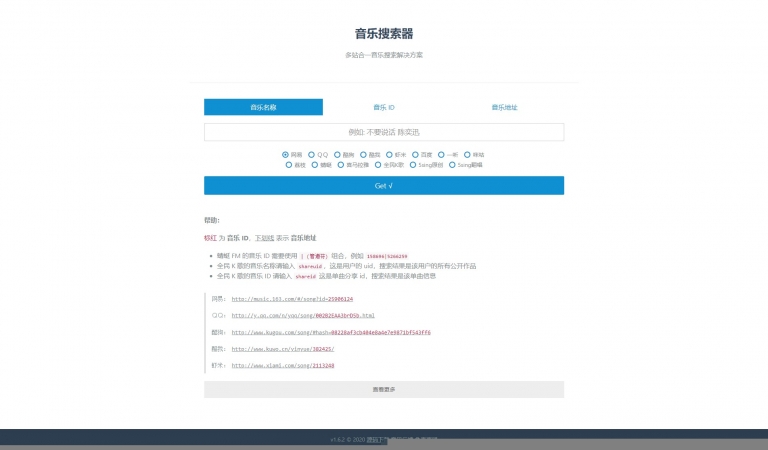 音乐搜索器
多站合一音乐搜索解决方案
音乐名称 音乐 ID 音乐地址
例如: 不要说话 陈奕迅
网易 QQ 酷狗 酷我 虾米 百度 一听 咪咕
荔枝 蜻蜓 喜马拉雅 全民K歌 5sing原创 5sing翻唱
Get √
帮助:
标红 为 音乐 ID，下划线 表示 音乐地址
蜻蜓 FM 的音乐 ID 需要使用 | (管道符) 组合，例如 158696|5266259
全民 K 歌的音乐名称请输入 shareuid，这是用户的 uid，搜索结果是该用户的所有公开作品
全民 K 歌的音乐 ID 请输入 shareid 这是单曲分享 id，搜索结果是该单曲信息
网易： http://music.163.com/#/song?id=25906124
QQ： http://y.qq.com/n/yqq/song/002B2EAA3brD5b.html
酷狗： http://www.kugou.com/song/#hash=08228af3cb404e8a4e7e9871bf543ff6
酷我： http://www.kuwo.cn/yinyue/382425/
虾米： http://www.xiami.com/song/2113248
查看更多
v1.6.2 © 2020